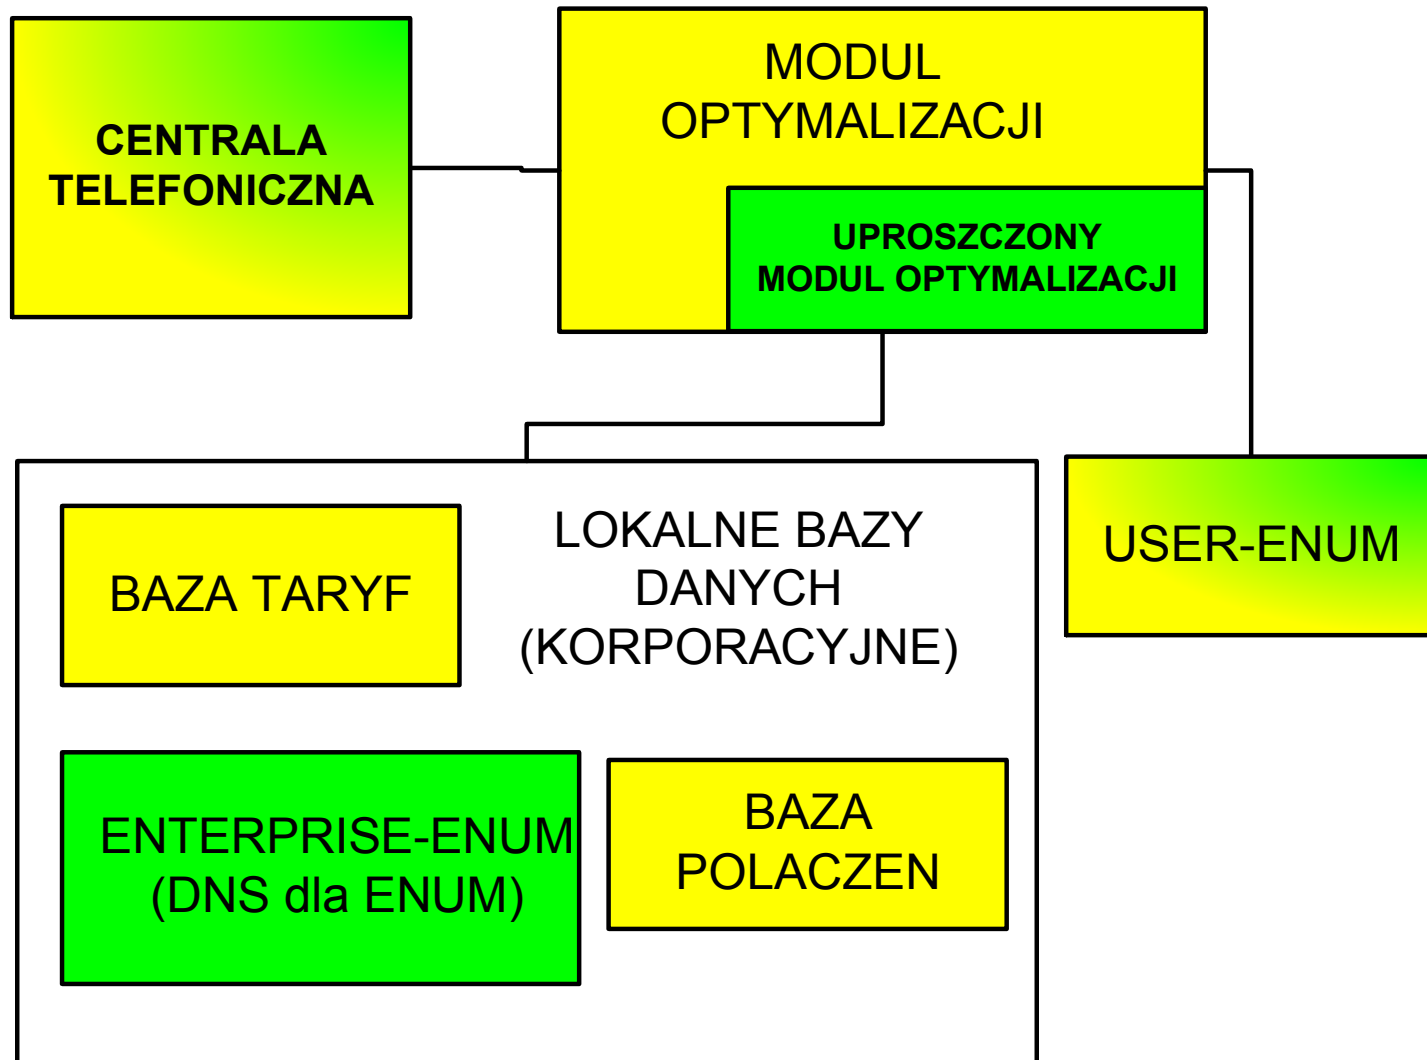 CENTRALA
TELEFONICZNA
MODUL
OPTYMALIZACJI
UPROSZCZONY
MODUL OPTYMALIZACJI
BAZA TARYF
LOKALNE BAZY
DANYCH
(KORPORACYJNE)
USER-ENUM
ENTERPRISE-ENUM
(DNS dla ENUM)
BAZA
POLACZEN